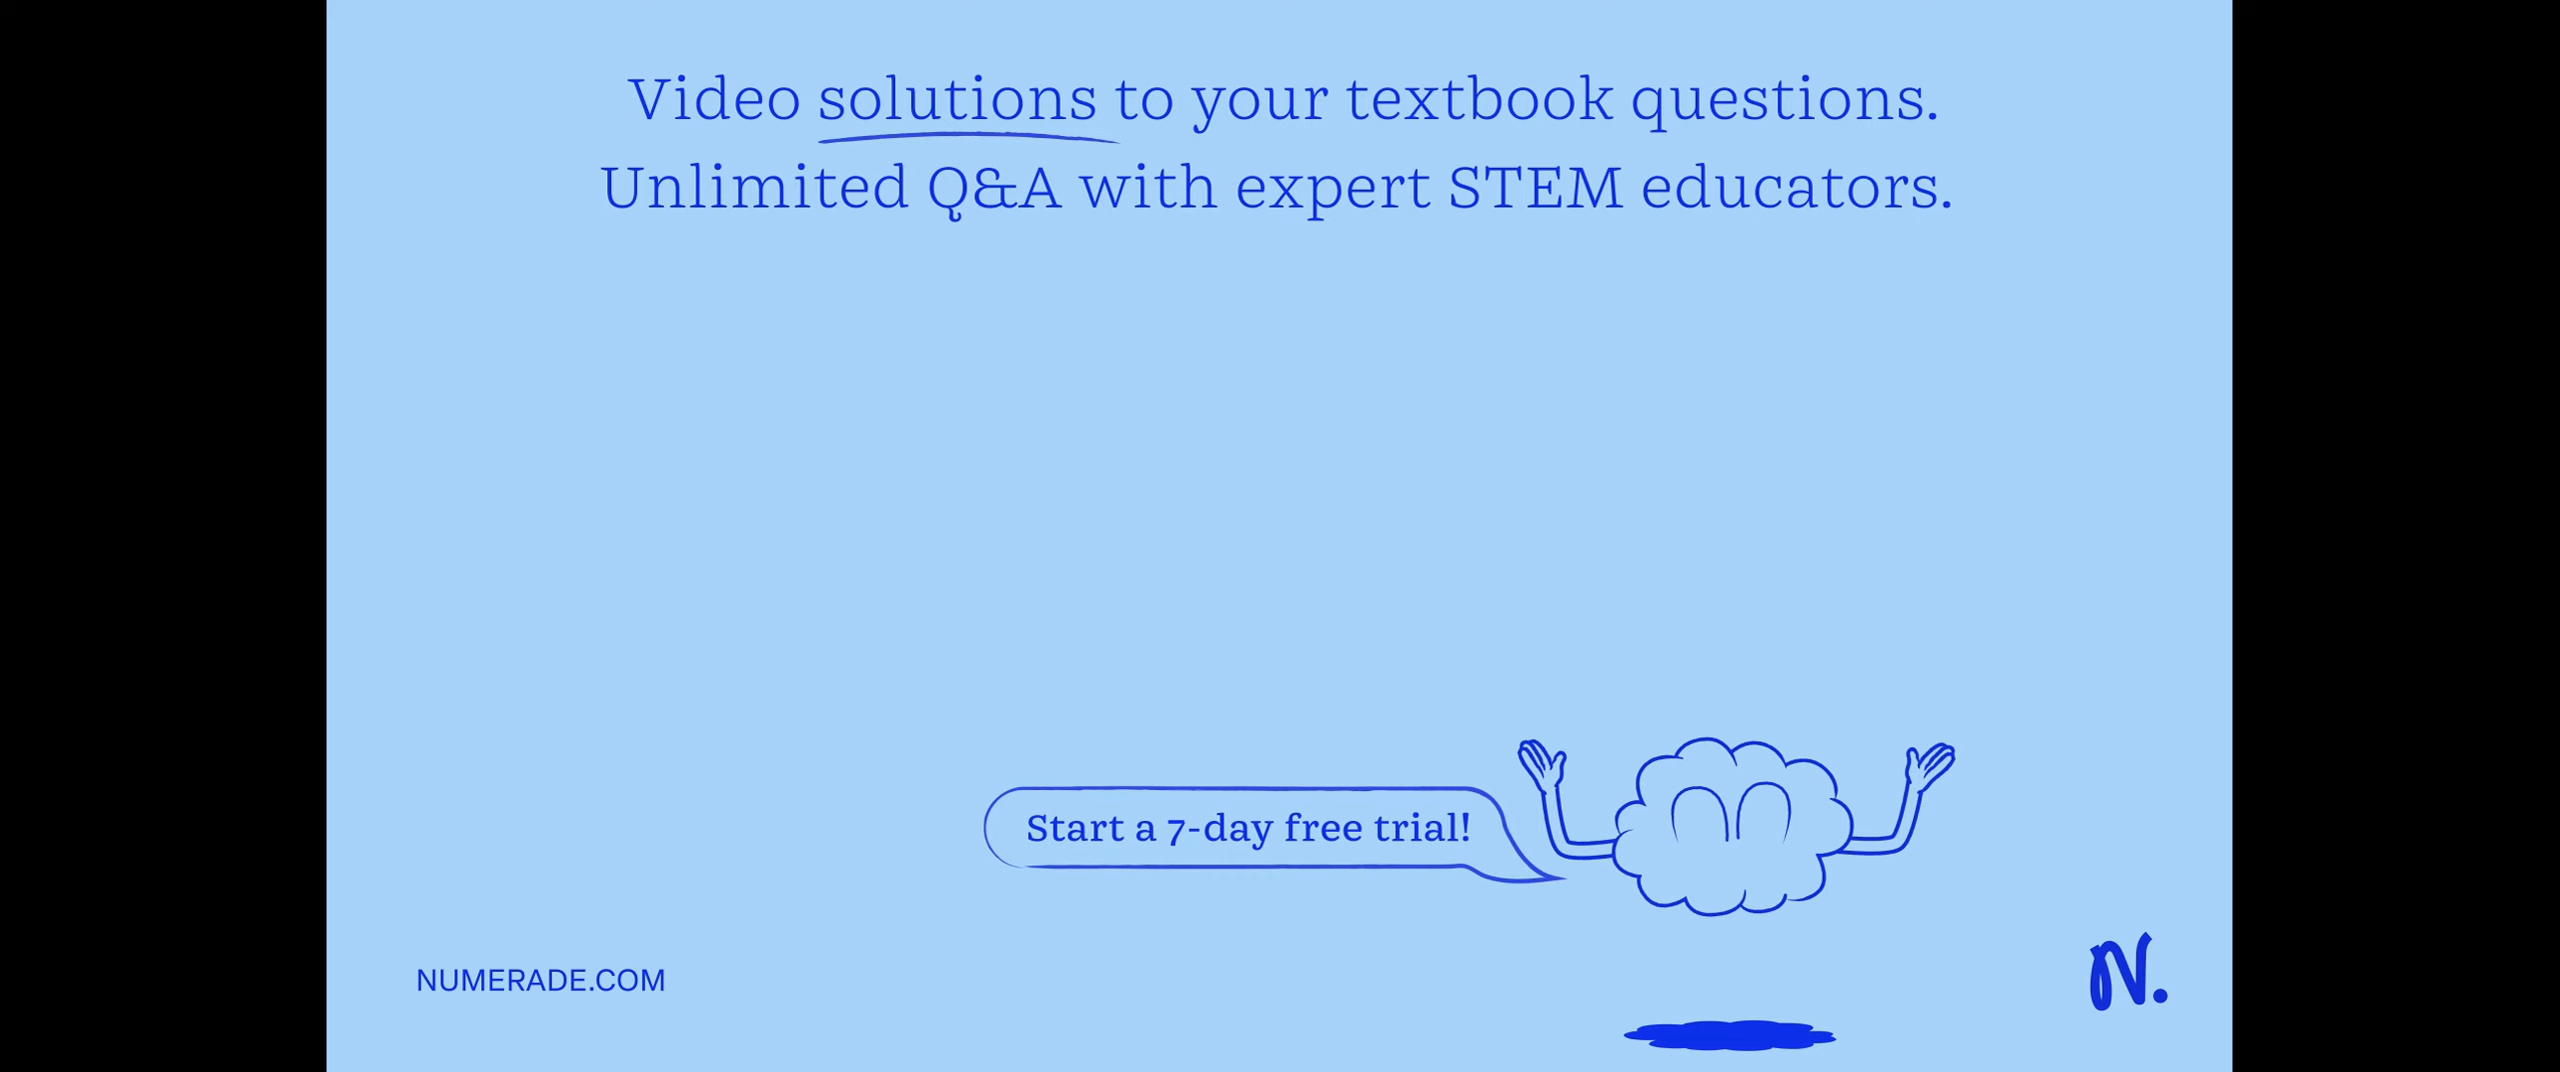 Video solutions to your textbook questions.
Unlimited Q&A with expert STEM educators.
Start a 7-day free trial!
NUMERADE.COM
N.